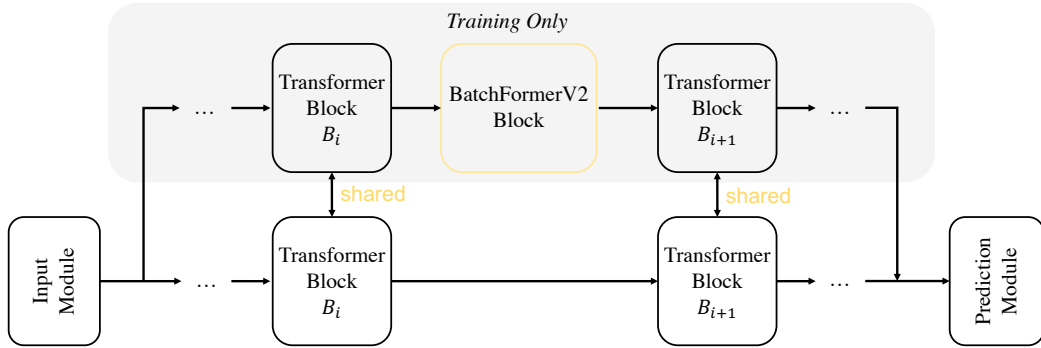 Training Only
...
Transformer
Block
B_i
BatchFormerV2
Block
Transformer
Block
B_{i+1}
...
shared
shared
Input
Module
...
Transformer
Block
B_i
Transformer
Block
B_{i+1}
...
Prediction
Module